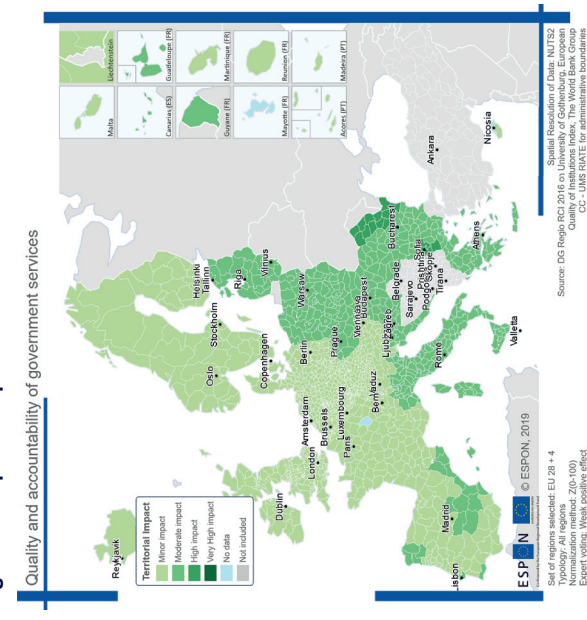 Quality and accountability of government services
Reykjavik
Oslo
Stockholm
Helsinki
Tallinn
Riga
Vilnius
Copenhagen
Dublin
London
Amsterdam
Brussels
Luxembourg
Paris
Berlin
Warsaw
Prague
Vienna
Budapest
Bern
Vaduz
Ljubljana
Zagreb
Belgrade
Bucharest
Sarajevo
Sofia
Prishtina
Skopje
Tirana
Rome
Madrid
Lisbon
Athens
Valletta
Ankara
Nicosia
Territorial Impact
Minor impact
Moderate impact
High impact
Very High impact
No data
Not included
Malta
Liechtenstein
Canarias (ES)
Guadeloupe (FR)
Guyane (FR)
Martinique (FR)
Mayotte (FR)
Reunion (FR)
Acores (PT)
Madeira (PT)
ESPON
© ESPON, 2019
Set of regions selected: EU 28 + 4
Typology: All regions
Normalization method: Z(0-100)
Expert voting: Weak positive effect
Spatial Resolution of Data: NUTS2
Source: DG Regio RCI 2016 on University of Gothenburg, European
Quality of Institutions Index, The World Bank Group
CC - UMS RIATE for administrative boundaries